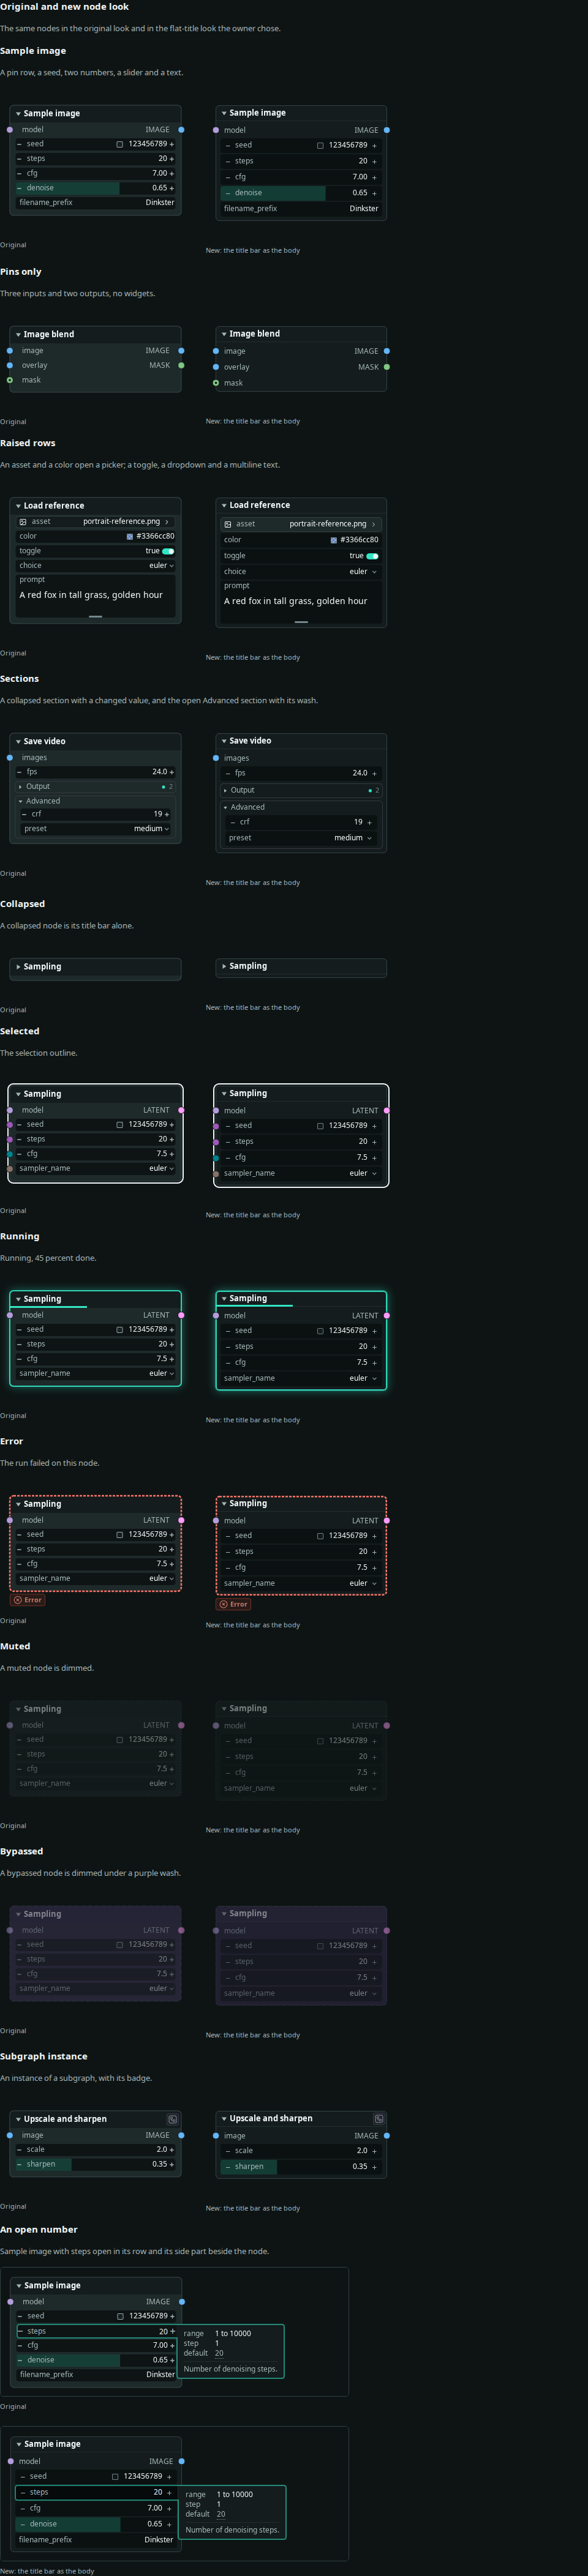 Original and new node look
The same nodes in the original look and in the flat-title look the owner chose.
Sample image
A pin row, a seed, two numbers, a slider and a text.
Sample image
model IMAGE
seed 123456789 +
− steps 20 +
− cfg 7.00 +
− denoise 0.65 +
filename_prefix Dinkster
Original
Sample image
model IMAGE
− seed 123456789 +
− steps 20 +
− cfg 7.00 +
− denoise 0.65 +
filename_prefix Dinkster
New: the title bar as the body
Pins only
Three inputs and two outputs, no widgets.
Image blend
image IMAGE
overlay MASK
mask
Original
Image blend
image IMAGE
overlay MASK
mask
New: the title bar as the body
Raised rows
An asset and a color open a picker; a toggle, a dropdown and a multiline text.
Load reference
asset portrait-reference.png
color #3366cc80
toggle true
choice euler
prompt
A red fox in tall grass, golden hour
Original
Load reference
asset portrait-reference.png
color #3366cc80
toggle true
choice euler
prompt
A red fox in tall grass, golden hour
New: the title bar as the body
Sections
A collapsed section with a changed value, and the open Advanced section with its wash.
Save video
images
− fps 24.0 +
Output 2
Advanced
− crf 19 +
preset medium
Original
Save video
images
− fps 24.0 +
Output 2
Advanced
− crf 19 +
preset medium
New: the title bar as the body
Collapsed
A collapsed node is its title bar alone.
Sampling
Original
Sampling
New: the title bar as the body
Selected
The selection outline.
Sampling
model LATENT
− seed 123456789 +
− steps 20 +
− cfg 7.5 +
sampler_name euler
Original
Sampling
model LATENT
− seed 123456789 +
− steps 20 +
− cfg 7.5 +
sampler_name euler
New: the title bar as the body
Running
Running, 45 percent done.
Sampling
model LATENT
− seed 123456789 +
− steps 20 +
− cfg 7.5 +
sampler_name euler
Original
Sampling
model LATENT
− seed 123456789 +
− steps 20 +
− cfg 7.5 +
sampler_name euler
New: the title bar as the body
Error
The run failed on this node.
Sampling
model LATENT
− seed 123456789 +
− steps 20 +
− cfg 7.5 +
sampler_name euler
Error
Original
Sampling
model LATENT
− seed 123456789 +
− steps 20 +
− cfg 7.5 +
sampler_name euler
Error
New: the title bar as the body
Muted
A muted node is dimmed.
Sampling
model LATENT
− seed 123456789 +
− steps 20 +
− cfg 7.5 +
sampler_name euler
Original
Sampling
model LATENT
− seed 123456789 +
− steps 20 +
− cfg 7.5 +
sampler_name euler
New: the title bar as the body
Bypassed
A bypassed node is dimmed under a purple wash.
Sampling
model LATENT
− seed 123456789 +
− steps 20 +
− cfg 7.5 +
sampler_name euler
Original
Sampling
model LATENT
− seed 123456789 +
− steps 20 +
− cfg 7.5 +
sampler_name euler
New: the title bar as the body
Subgraph instance
An instance of a subgraph, with its badge.
Upscale and sharpen
image IMAGE
− scale 2.0 +
− sharpen 0.35 +
Original
Upscale and sharpen
image IMAGE
− scale 2.0 +
− sharpen 0.35 +
New: the title bar as the body
An open number
Sample image with steps open in its row and its side part beside the node.
Sample image
model IMAGE
− seed 123456789 +
− steps 20 +
− cfg 7.00 +
− denoise 0.65 +
filename_prefix Dinkster
range 1 to 10000
step 1
default 20
Number of denoising steps.
Original
Sample image
model IMAGE
− seed 123456789 +
− steps 20 +
− cfg 7.00 +
− denoise 0.65 +
filename_prefix Dinkster
range 1 to 10000
step 1
default 20
Number of denoising steps.
New: the title bar as the body